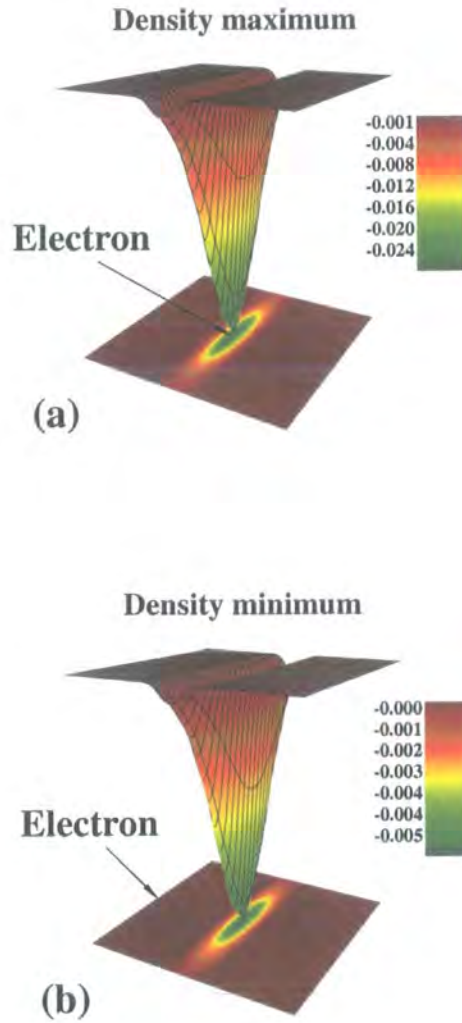 Density maximum
-0.001
-0.004
-0.008
-0.012
-0.016
-0.020
-0.024
Electron
(a)
Density minimum
-0.000
-0.001
-0.002
-0.003
-0.004
-0.004
-0.005
Electron
(b)